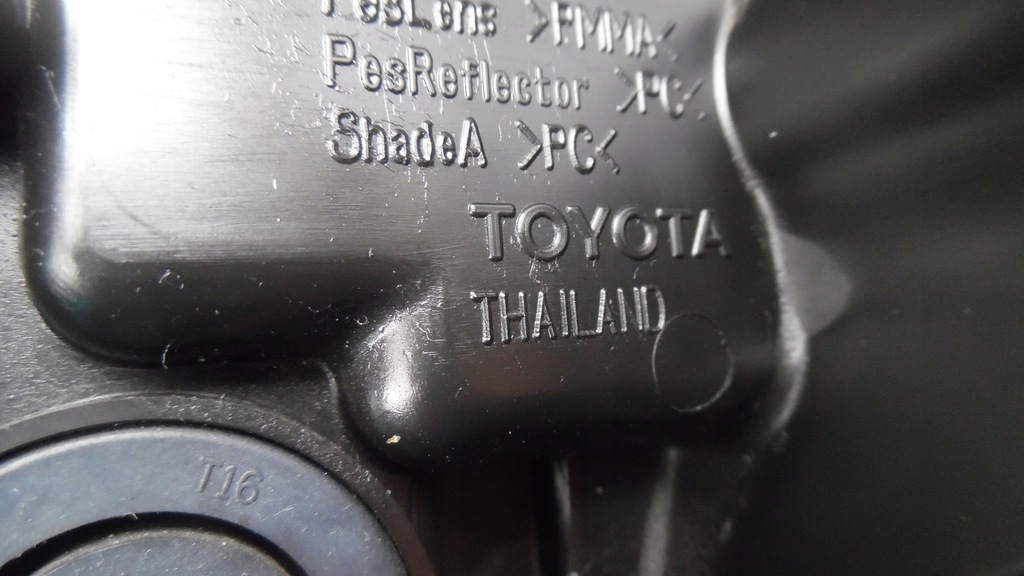 PesLens >PMMA<
PesReflector >PC<
ShadeA >PC<
TOYOTA
THAILAND
T16